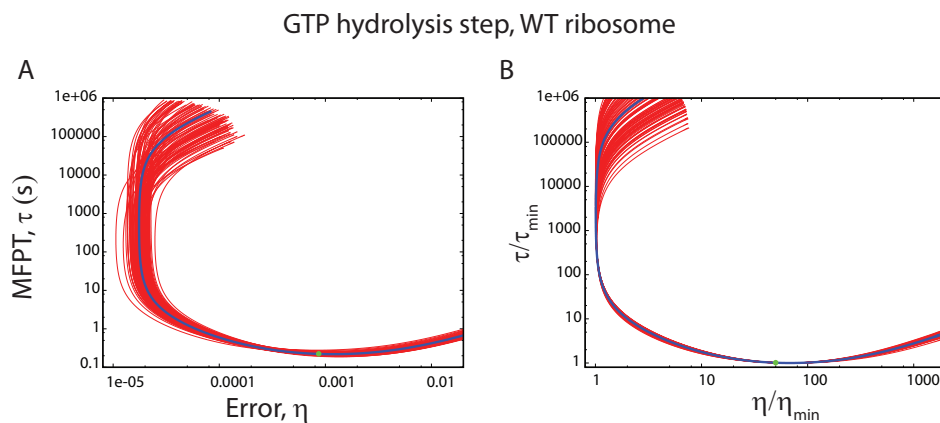 GTP hydrolysis step, WT ribosome
A
B
MFPT, τ (s)
1e+06
100000
10000
1000
100
10
1
0.1
1e-05
0.0001
0.001
0.01
Error, η
τ/τmin
1e+06
100000
10000
1000
100
10
1
1
10
100
1000
η/ηmin